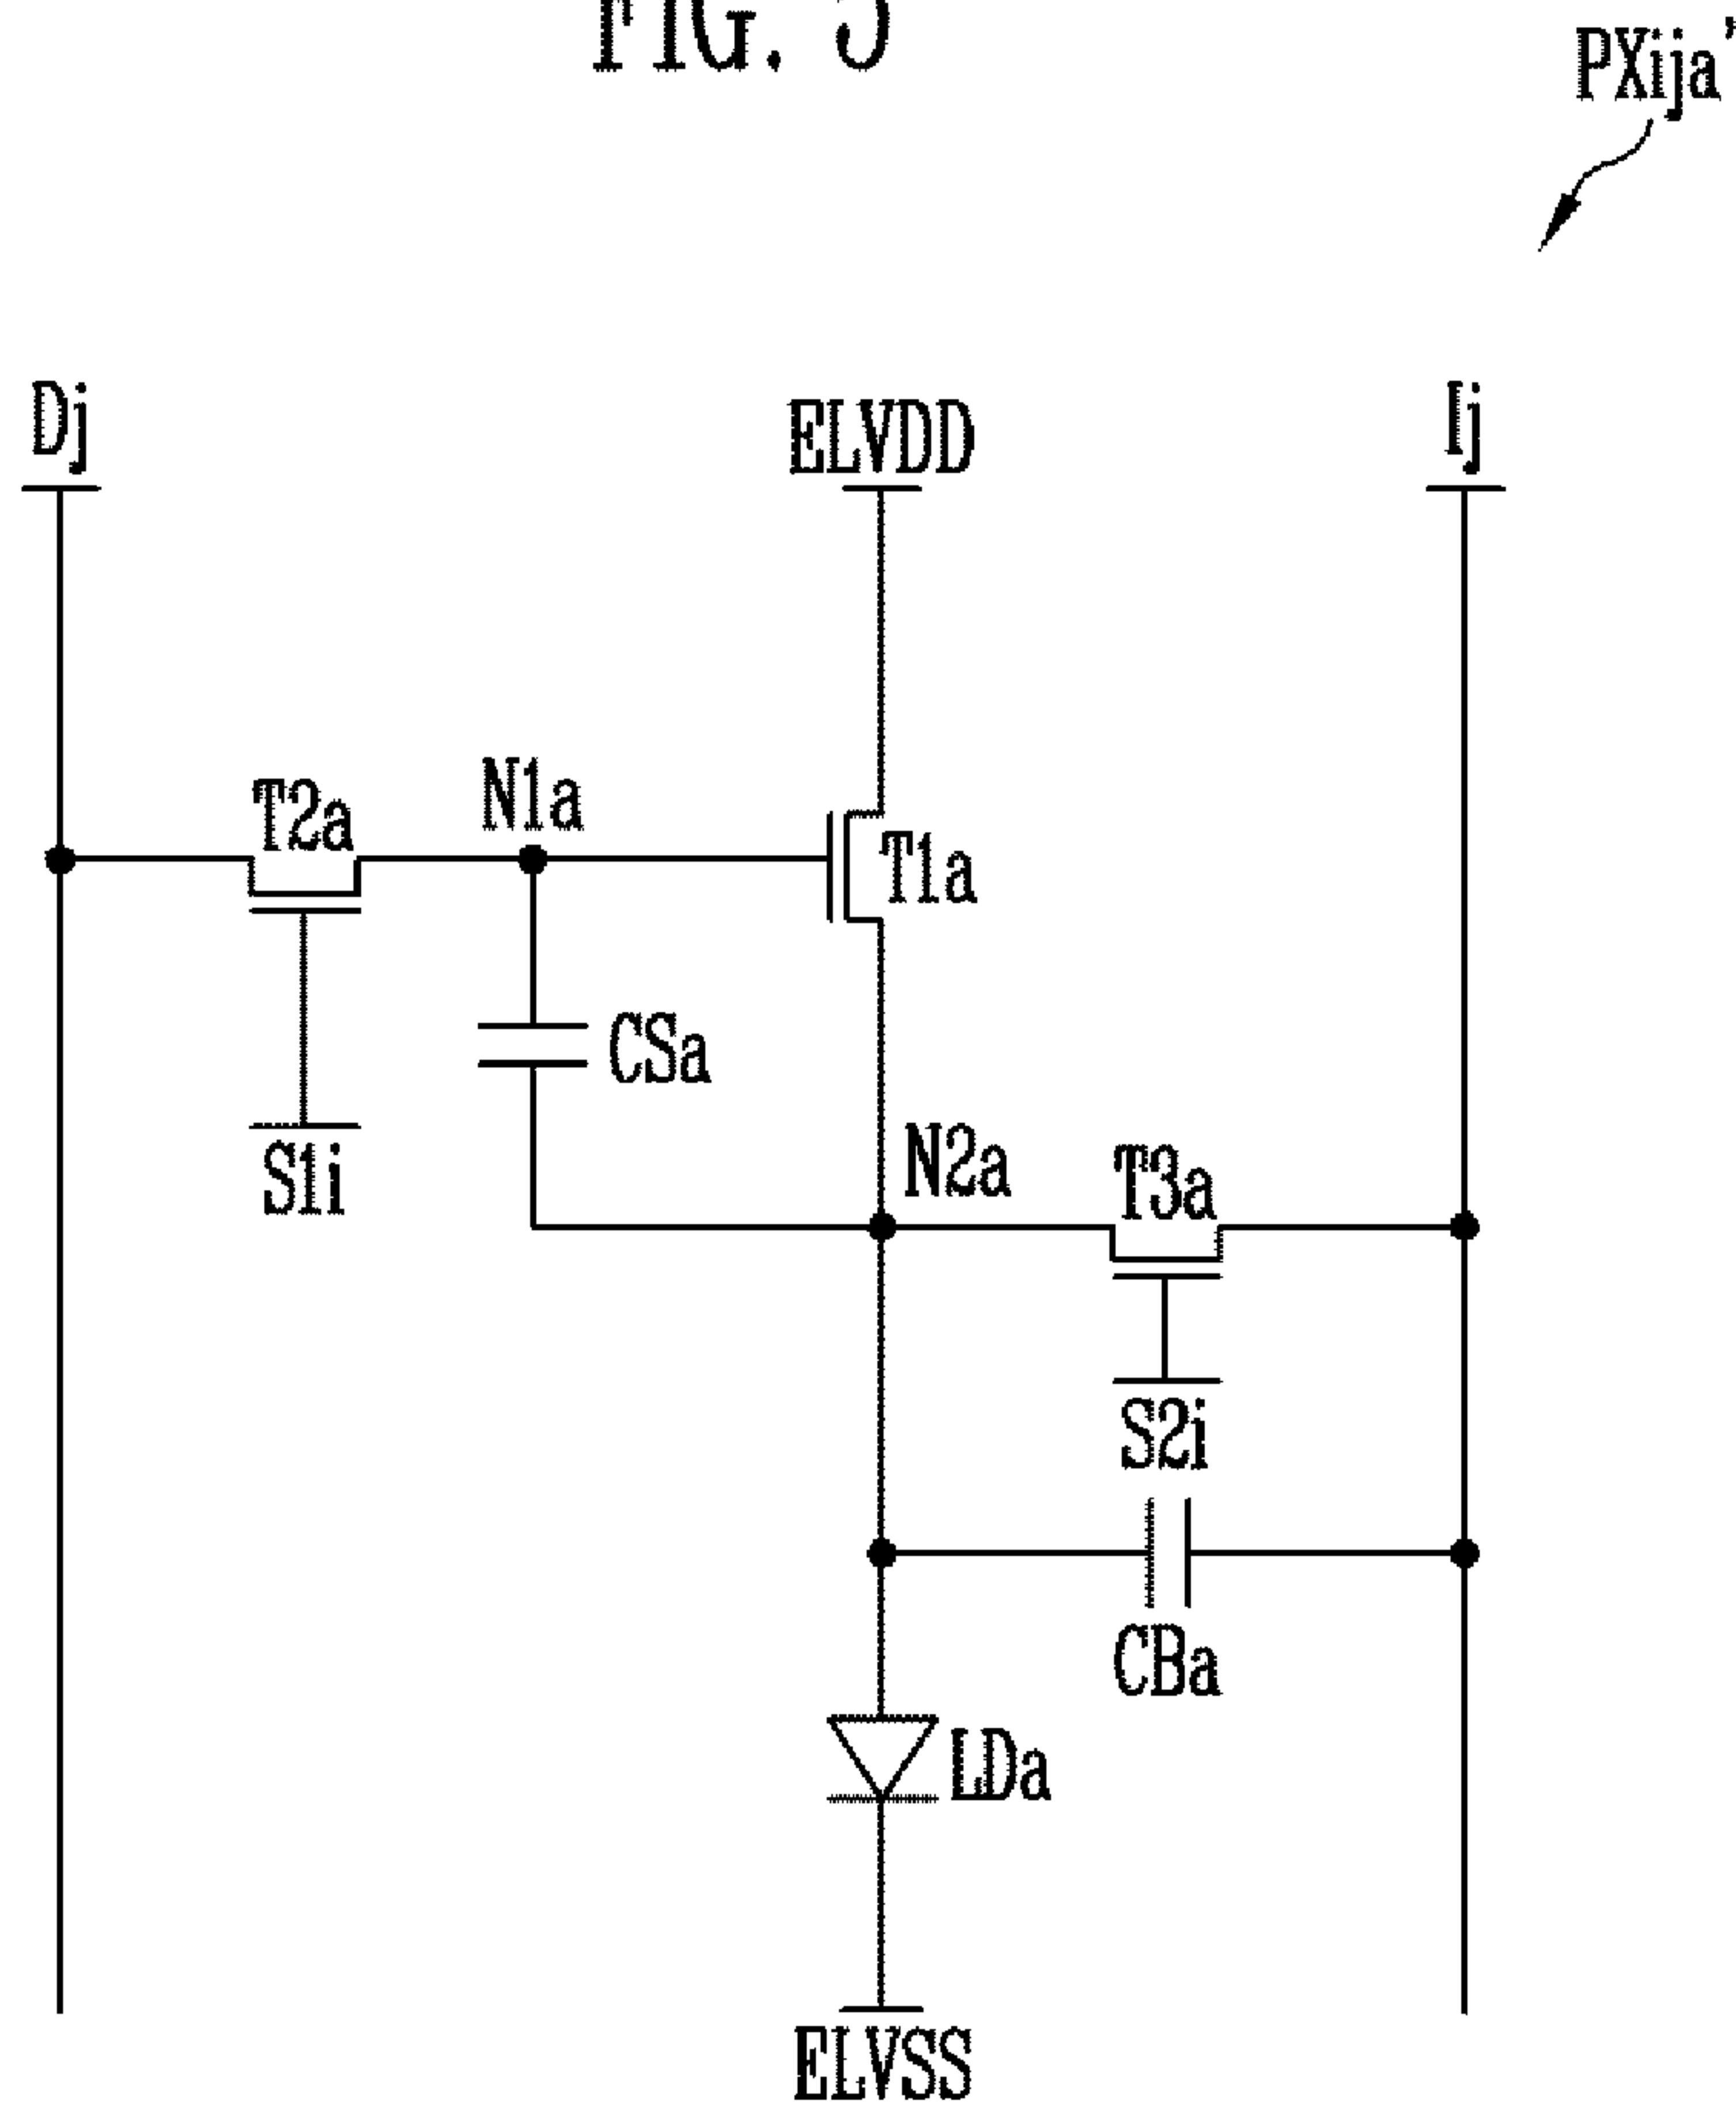 FIG. 5
PXija'
Dj
ELVDD
Ij
T2a
N1a
T1a
CSa
S1i
N2a
T3a
S2i
CBa
LDa
ELVSS